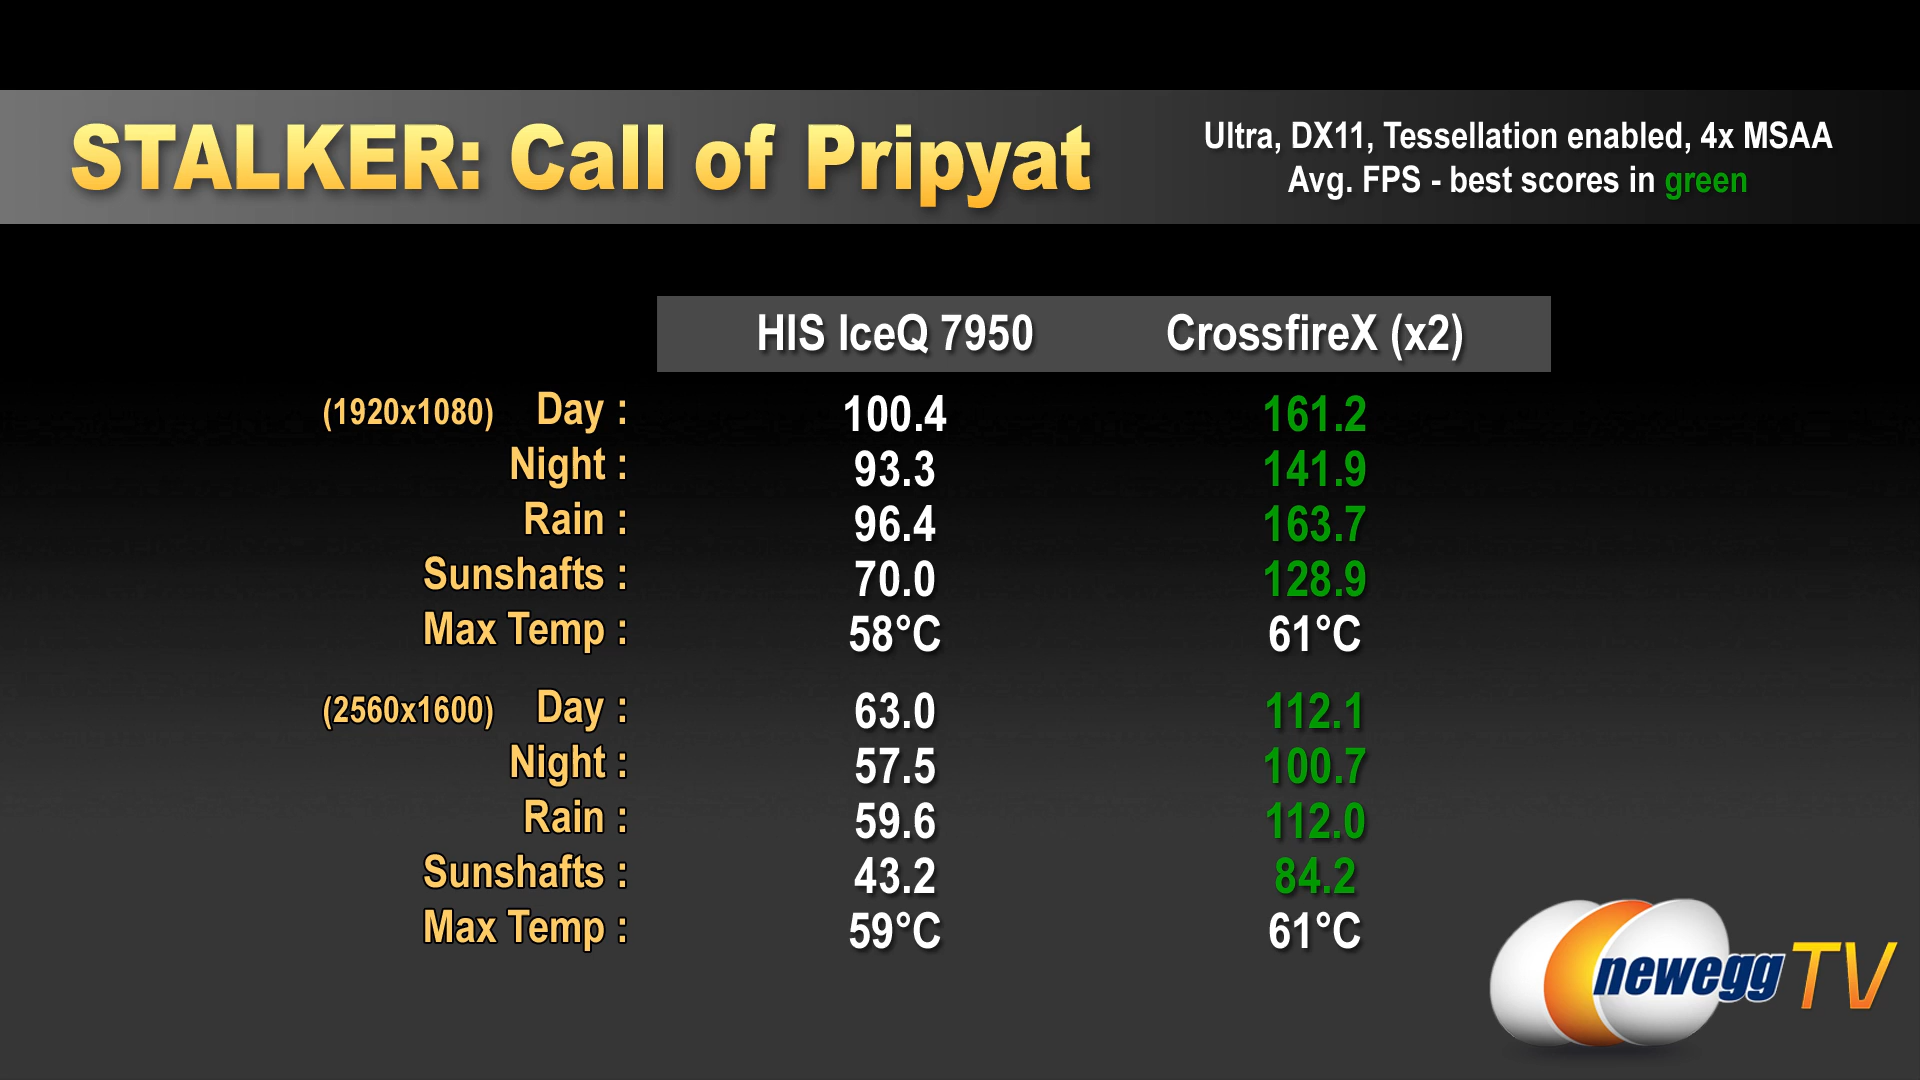 STALKER: Call of Pripyat
Ultra, DX11, Tessellation enabled, 4x MSAA
Avg. FPS - best scores in green
HIS IceQ 7950 CrossfireX (x2)
(1920x1080) Day : 100.4 161.2
Night : 93.3 141.9
Rain : 96.4 163.7
Sunshafts : 70.0 128.9
Max Temp : 58°C 61°C
(2560x1600) Day : 63.0 112.1
Night : 57.5 100.7
Rain : 59.6 112.0
Sunshafts : 43.2 84.2
Max Temp : 59°C 61°C
newegg TV